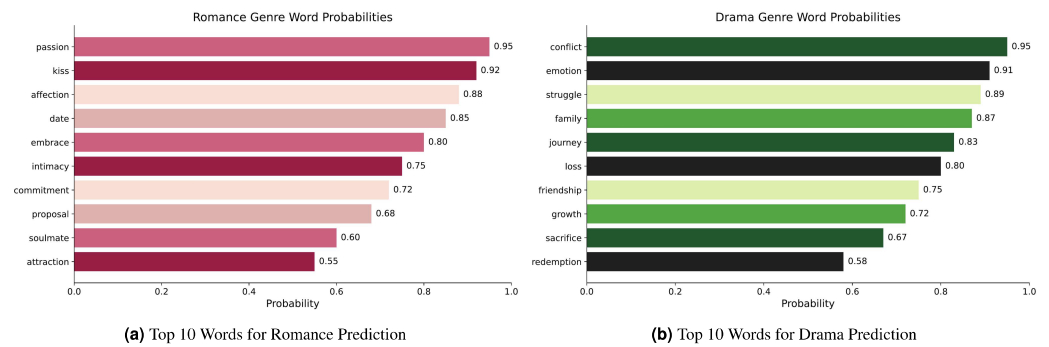 Romance Genre Word Probabilities
passion 0.95
kiss 0.92
affection 0.88
date 0.85
embrace 0.80
intimacy 0.75
commitment 0.72
proposal 0.68
soulmate 0.60
attraction 0.55
0.0 0.2 0.4 0.6 0.8 1.0
Probability
(a) Top 10 Words for Romance Prediction
Drama Genre Word Probabilities
conflict 0.95
emotion 0.91
struggle 0.89
family 0.87
journey 0.83
loss 0.80
friendship 0.75
growth 0.72
sacrifice 0.67
redemption 0.58
0.0 0.2 0.4 0.6 0.8 1.0
Probability
(b) Top 10 Words for Drama Prediction